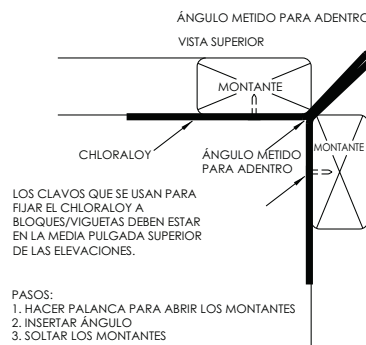 ÁNGULO METIDO PARA ADENTRO
VISTA SUPERIOR
MONTANTE
CHLORALOY
ÁNGULO METIDO
PARA ADENTRO
MONTANTE
LOS CLAVOS QUE SE USAN PARA
FIJAR EL CHLORALOY A
BLOQUES/VIGUETAS DEBEN ESTAR
EN LA MEDIA PULGADA SUPERIOR
DE LAS ELEVACIONES.
PASOS:
1. HACER PALANCA PARA ABRIR LOS MONTANTES
2. INSERTAR ÁNGULO
3. SOLTAR LOS MONTANTES